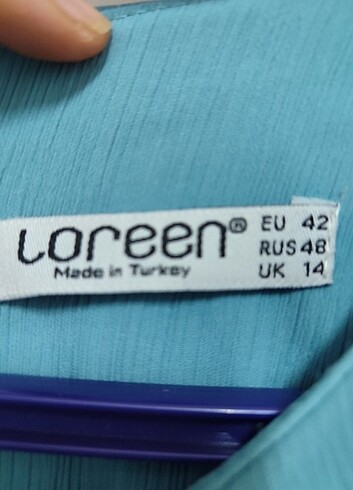 Loreen®
Made in Turkey
EU 42
RUS 48
UK 14